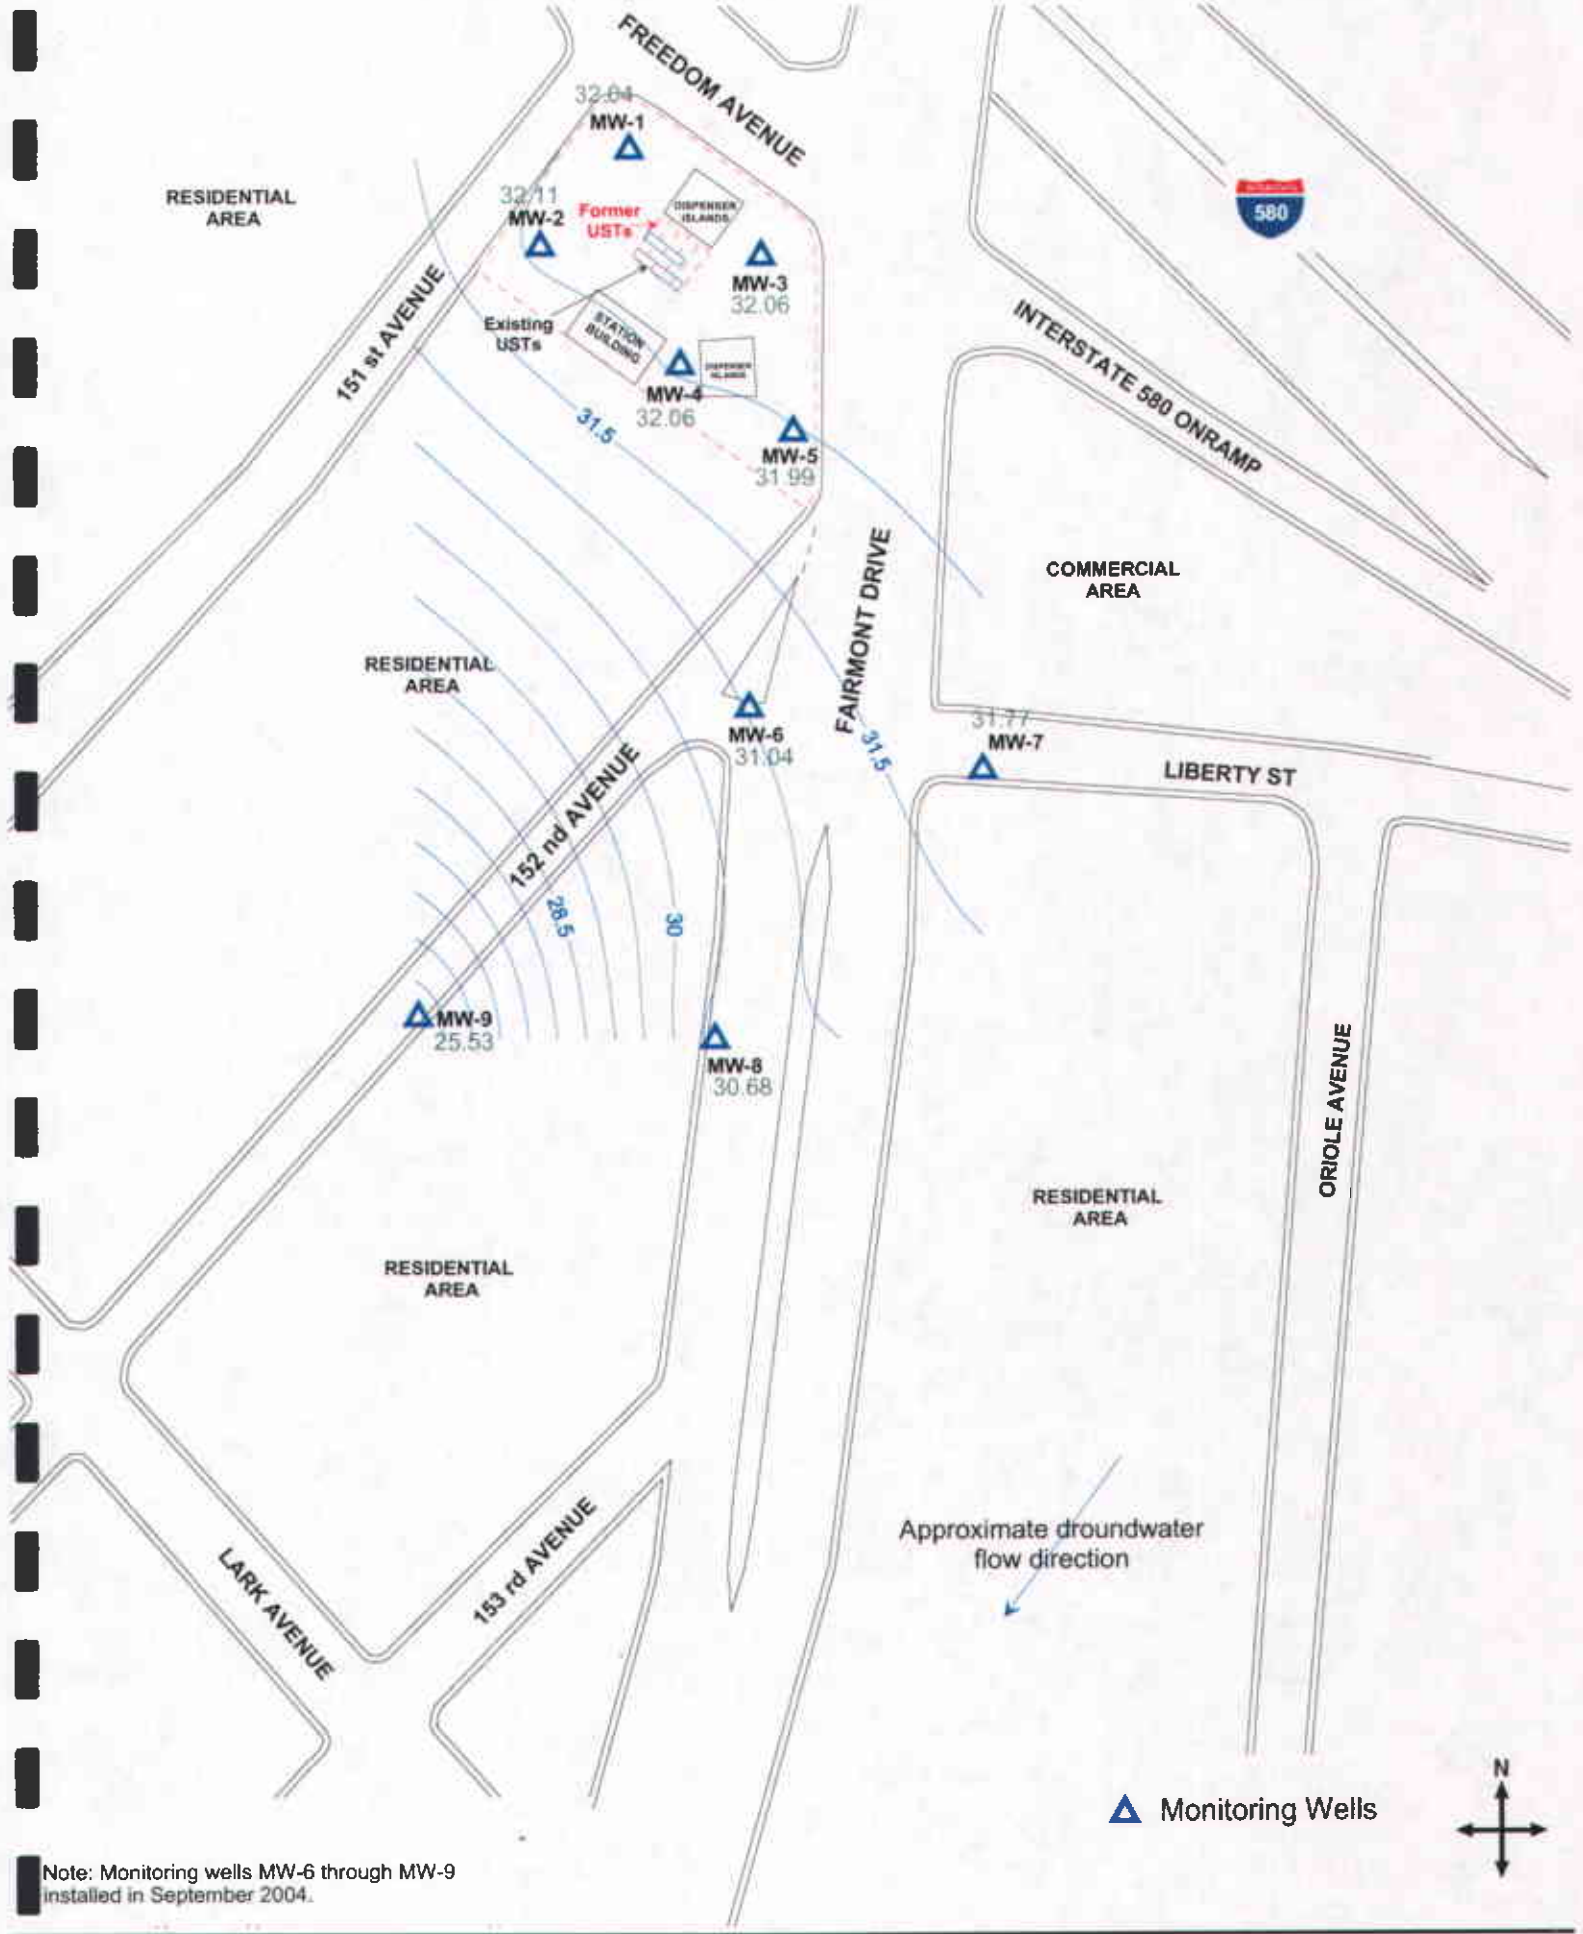 FREEDOM AVENUE
32.04
MW-1
RESIDENTIAL
AREA
32.11
MW-2
Former
USTs
DISPENSER
ISLANDS
580
MW-3
32.06
151 st AVENUE
Existing
USTs
STATION
BUILDING
DISPENSER
ISLANDS
MW-4
32.06
31.5
MW-5
31.99
INTERSTATE 580 ONRAMP
COMMERCIAL
AREA
FAIRMONT DRIVE
RESIDENTIAL
AREA
MW-6
31.04
31.5
31.77
MW-7
LIBERTY ST
152 nd AVENUE
28.5
30
MW-9
25.53
MW-8
30.68
ORIOLE AVENUE
RESIDENTIAL
AREA
RESIDENTIAL
AREA
Approximate droundwater
flow direction
LARK AVENUE
153 rd AVENUE
N
Monitoring Wells
Note: Monitoring wells MW-6 through MW-9
installed in September 2004.